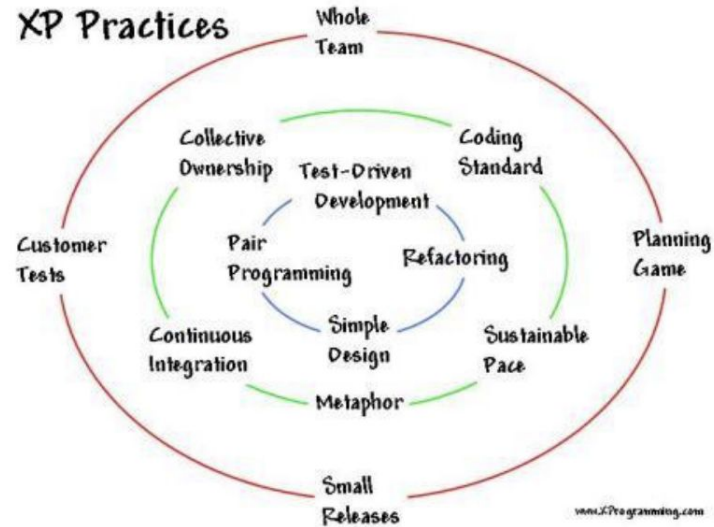 XP Practices
Whole
Team
Collective
Ownership
Coding
Standard
Test-Driven
Development
Customer
Tests
Pair
Programming
Refactoring
Planning
Game
Continuous
Integration
Simple
Design
Sustainable
Pace
Metaphor
Small
Releases
www.XProgramming.com